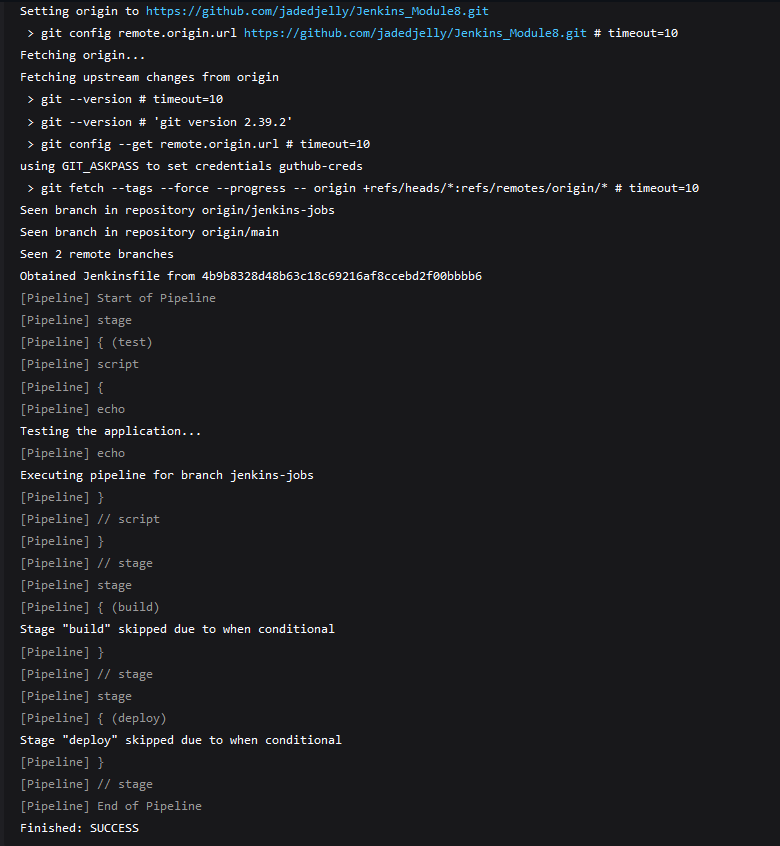 Setting origin to https://github.com/jadedjelly/Jenkins_Module8.git
> git config remote.origin.url https://github.com/jadedjelly/Jenkins_Module8.git # timeout=10
Fetching origin...
Fetching upstream changes from origin
> git --version # timeout=10
> git --version # 'git version 2.39.2'
> git config --get remote.origin.url # timeout=10
using GIT_ASKPASS to set credentials guthub-creds
> git fetch --tags --force --progress -- origin +refs/heads/*:refs/remotes/origin/* # timeout=10
Seen branch in repository origin/jenkins-jobs
Seen branch in repository origin/main
Seen 2 remote branches
Obtained Jenkinsfile from 4b9b8328d48b63c18c69216af8ccebd2f00bbbb6
[Pipeline] Start of Pipeline
[Pipeline] stage
[Pipeline] { (test)
[Pipeline] script
[Pipeline] {
[Pipeline] echo
Testing the application...
[Pipeline] echo
Executing pipeline for branch jenkins-jobs
[Pipeline] }
[Pipeline] // script
[Pipeline] }
[Pipeline] // stage
[Pipeline] stage
[Pipeline] { (build)
Stage "build" skipped due to when conditional
[Pipeline] }
[Pipeline] // stage
[Pipeline] stage
[Pipeline] { (deploy)
Stage "deploy" skipped due to when conditional
[Pipeline] }
[Pipeline] // stage
[Pipeline] End of Pipeline
Finished: SUCCESS